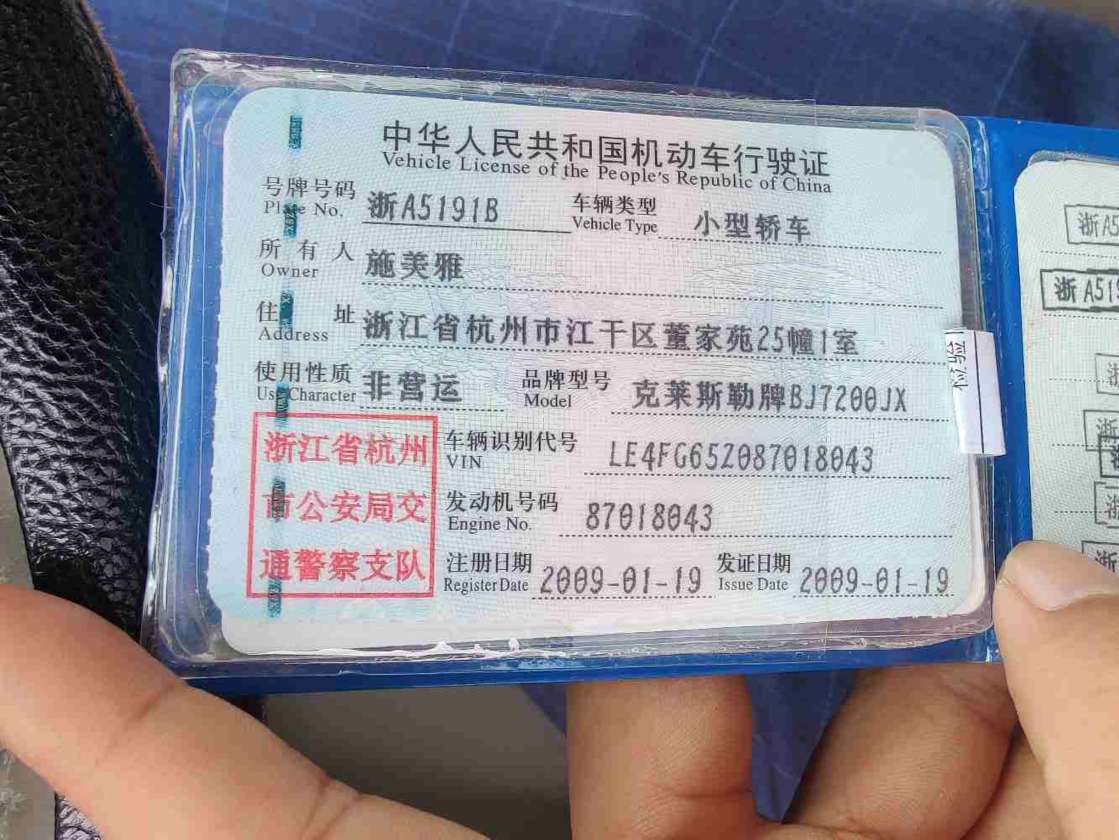 中华人民共和国机动车行驶证
Vehicle License of the People's Republic of China
号牌号码 浙A5191B 车辆类型 小型轿车
Plate No. Vehicle Type
所有人 施美雅
Owner
住址 浙江省杭州市江干区董家苑25幢1室
Address
使用性质 非营运 品牌型号 克莱斯勒牌BJ7200JX
Use Character Model
浙江省杭州
市公安局交
通警察支队
车辆识别代号 LE4FG65Z087018043
VIN
发动机号码 87018043
Engine No.
注册日期 2009-01-19 发证日期 2009-01-19
Register Date Issue Date
检验
浙A5
浙A519
浙
浙
浙